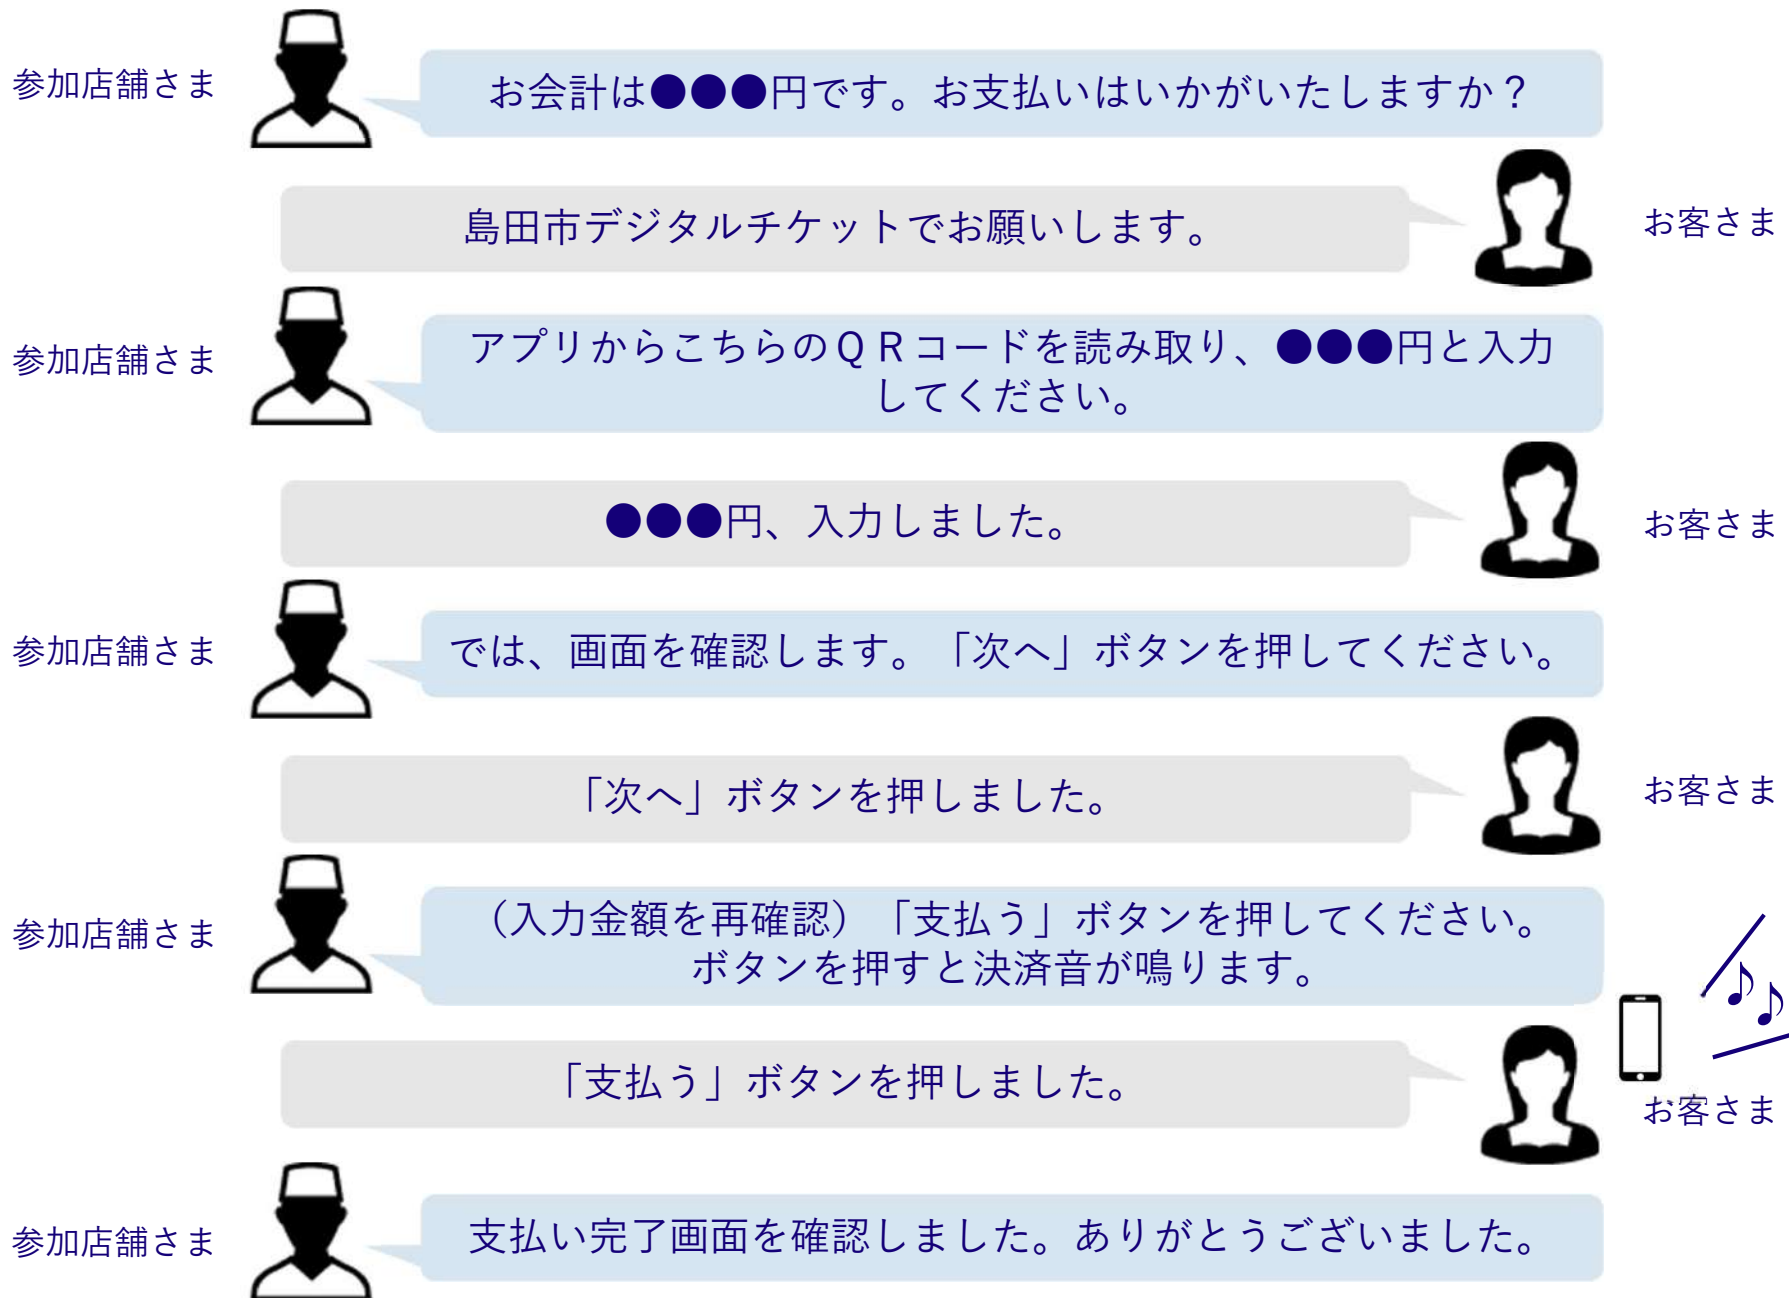 参加店舗さま
お会計は●●●円です。お支払いはいかがいたしますか？
島田市デジタルチケットでお願いします。
お客さま
参加店舗さま
アプリからこちらのＱＲコードを読み取り、●●●円と入力
してください。
●●●円、入力しました。
お客さま
参加店舗さま
では、画面を確認します。「次へ」ボタンを押してください。
「次へ」ボタンを押しました。
お客さま
参加店舗さま
（入力金額を再確認）「支払う」ボタンを押してください。
ボタンを押すと決済音が鳴ります。
「支払う」ボタンを押しました。
お客さま
参加店舗さま
支払い完了画面を確認しました。ありがとうございました。